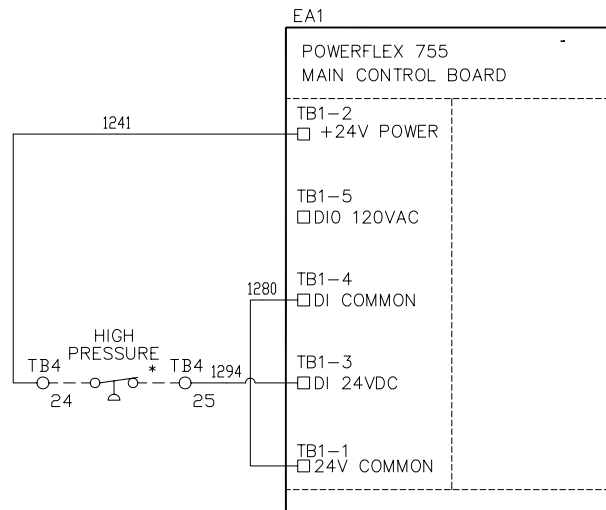 EA1
POWERFLEX 755
MAIN CONTROL BOARD
TB1-2
+24V POWER
1241
TB1-5
DI0 120VAC
TB1-4
1280
DI COMMON
HIGH
PRESSURE
TB4
*
TB4
1294
TB1-3
DI 24VDC
24
25
TB1-1
24V COMMON